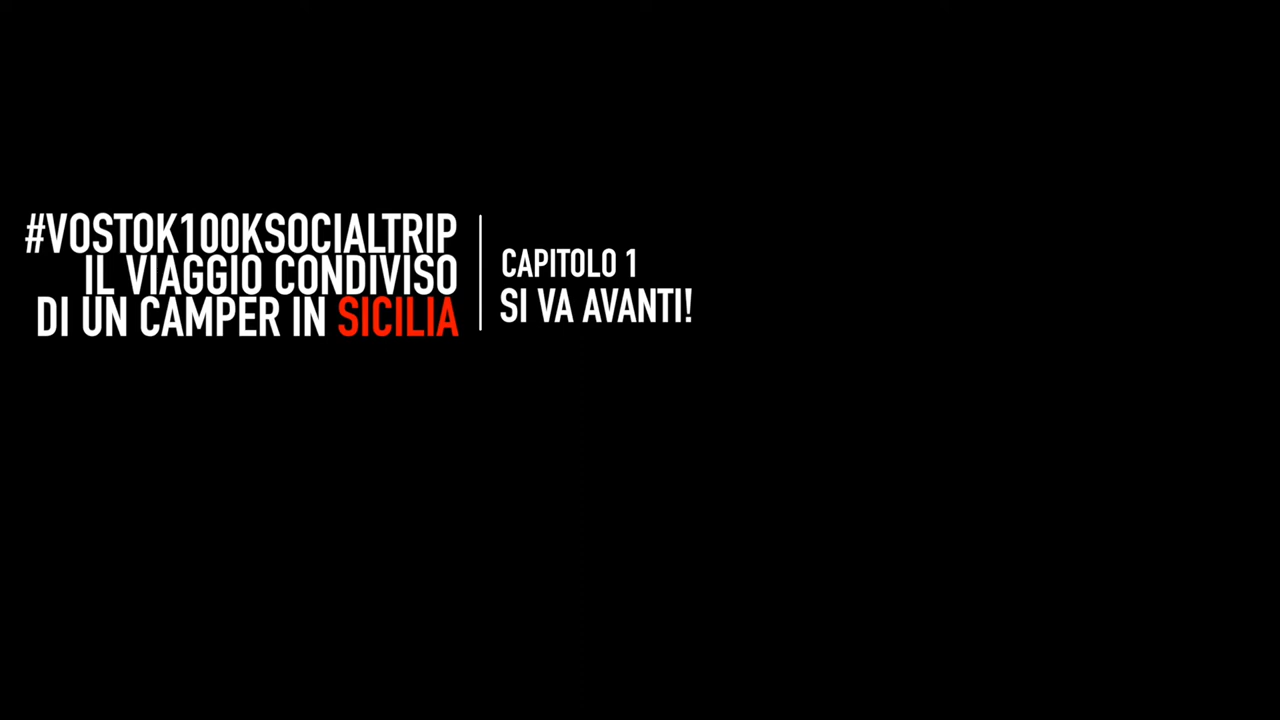 #VOSTOK100KSOCIALTRIP
IL VIAGGIO CONDIVISO
DI UN CAMPER IN SICILIA
CAPITOLO 1
SI VA AVANTI!